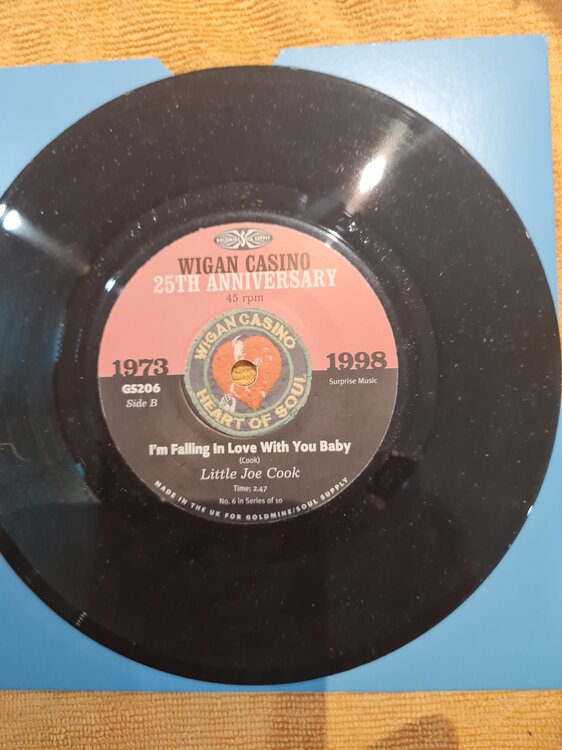 GOLDMINE SOUL SUPPLY
WIGAN CASINO
25TH ANNIVERSARY
45 rpm
WIGAN CASINO
HEART OF SOUL
1973
1998
GS206
Surprise Music
Side B
I'm Falling In Love With You Baby
(Cook)
Little Joe Cook
Time; 2.47
No. 6 in Series of 10
MADE IN THE UK FOR GOLDMINE/SOUL SUPPLY